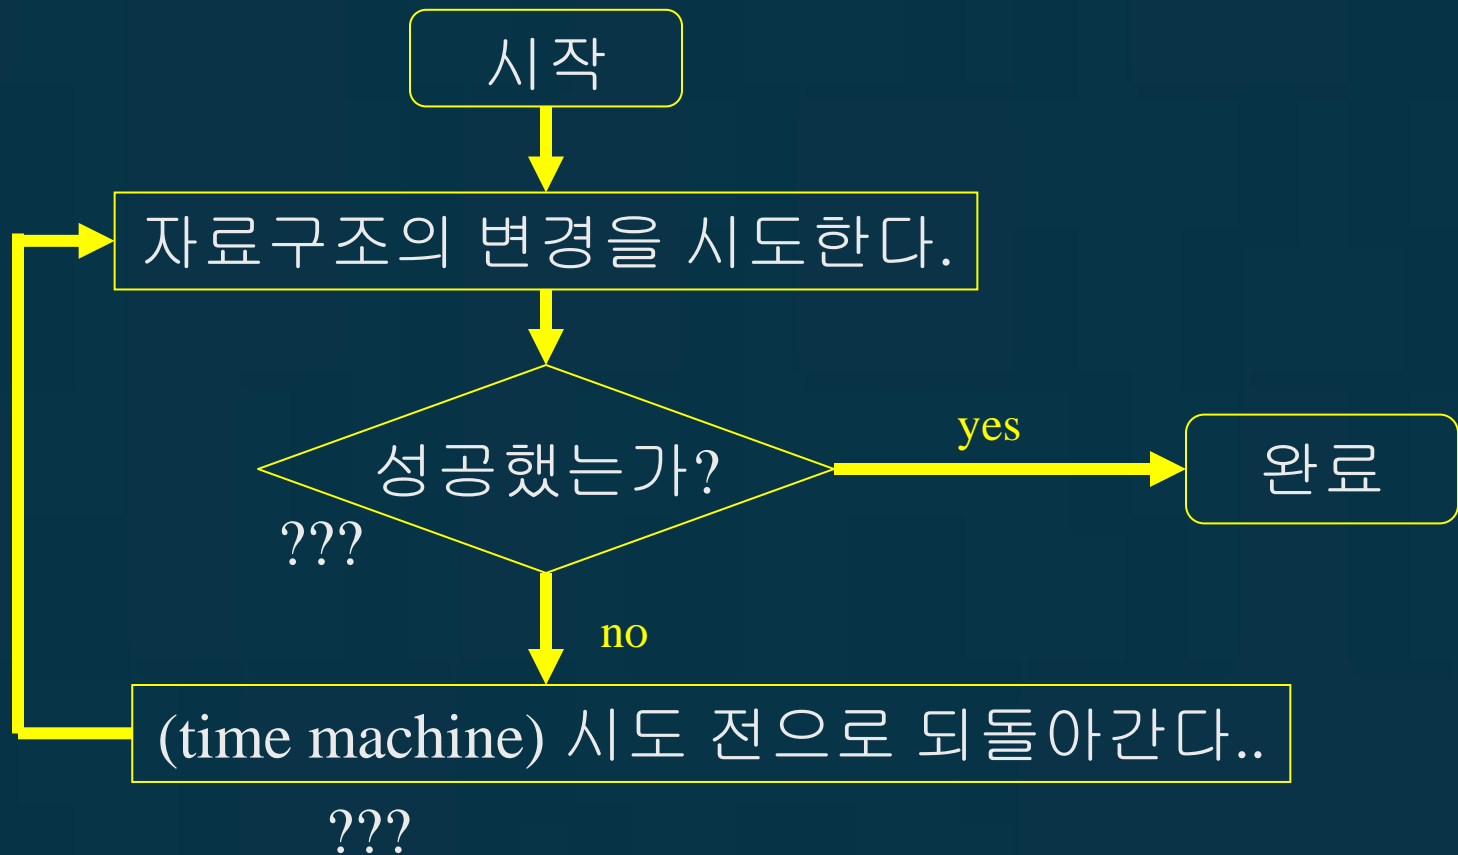 시작
자료구조의 변경을 시도한다.
성공했는가?
yes
완료
???
no
(time machine) 시도 전으로 되돌아간다..
???